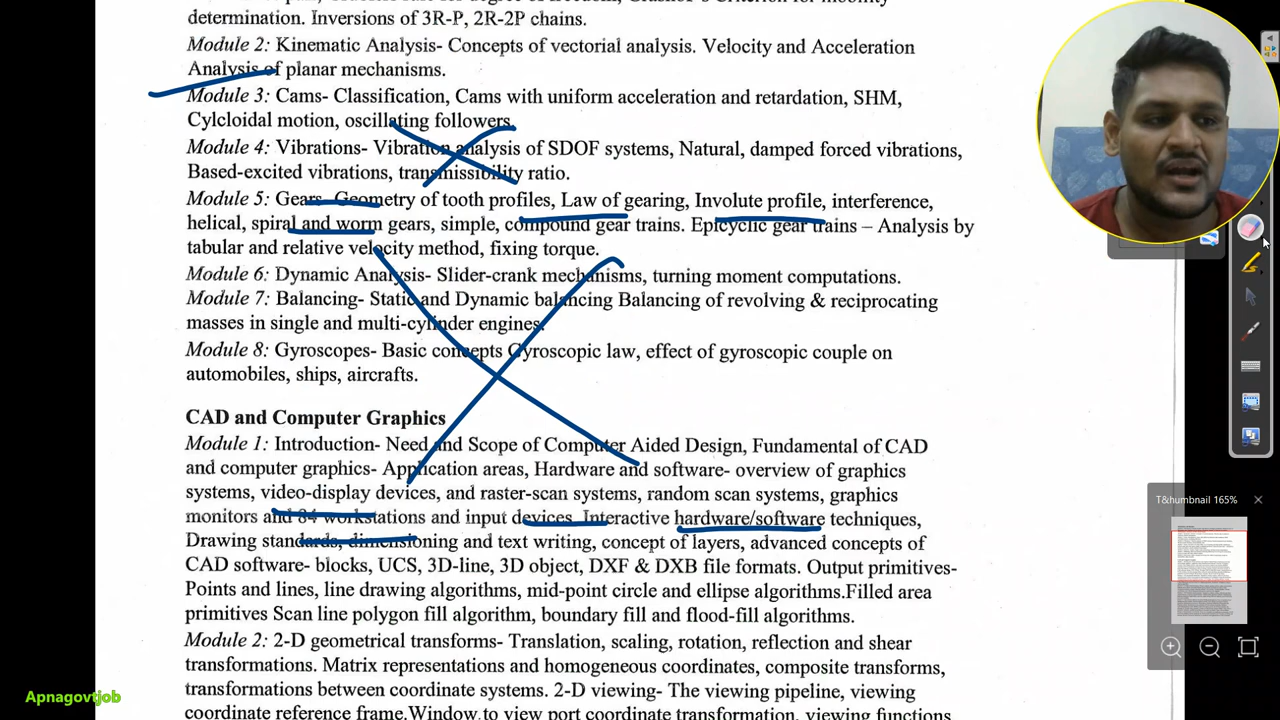 determination. Inversions of 3R-P, 2R-2P chains.
Module 2: Kinematic Analysis- Concepts of vectorial analysis. Velocity and Acceleration
Analysis of planar mechanisms.
Module 3: Cams- Classification, Cams with uniform acceleration and retardation, SHM,
Cylcloidal motion, oscillating followers.
Module 4: Vibrations- Vibration analysis of SDOF systems, Natural, damped forced vibrations,
Based-excited vibrations, transmissibility ratio.
Module 5: Gears- Geometry of tooth profiles, Law of gearing, Involute profile, interference,
helical, spiral and worm gears, simple, compound gear trains. Epicyclic gear trains – Analysis by
tabular and relative velocity method, fixing torque.
Module 6: Dynamic Analysis- Slider-crank mechanisms, turning moment computations.
Module 7: Balancing- Static and Dynamic balancing Balancing of revolving & reciprocating
masses in single and multi-cylinder engines.
Module 8: Gyroscopes- Basic concepts Gyroscopic law, effect of gyroscopic couple on
automobiles, ships, aircrafts.
CAD and Computer Graphics
Module 1: Introduction- Need and Scope of Computer Aided Design, Fundamental of CAD
and computer graphics- Application areas, Hardware and software- overview of graphics
systems, video-display devices, and raster-scan systems, random scan systems, graphics
monitors and workstations and input devices. Interactive hardware/software techniques,
Drawing standards, dimensioning and lettering, concept of layers, advanced concepts of
CAD software- blocks, UCS, 3D-line, 3D object, DXF & DXB file formats. Output primitives-
Points and lines, line drawing algorithms, mid-point circle and ellipse algorithms.Filled area
primitives Scan line polygon fill algorithm, boundary fill and flood-fill algorithms.
Module 2: 2-D geometrical transforms- Translation, scaling, rotation, reflection and shear
transformations. Matrix representations and homogeneous coordinates, composite transforms,
transformations between coordinate systems. 2-D viewing- The viewing pipeline, viewing
coordinate reference frame,Window to view port coordinate transformation, viewing functions
T&humbnail 165%
Apnagovtjob